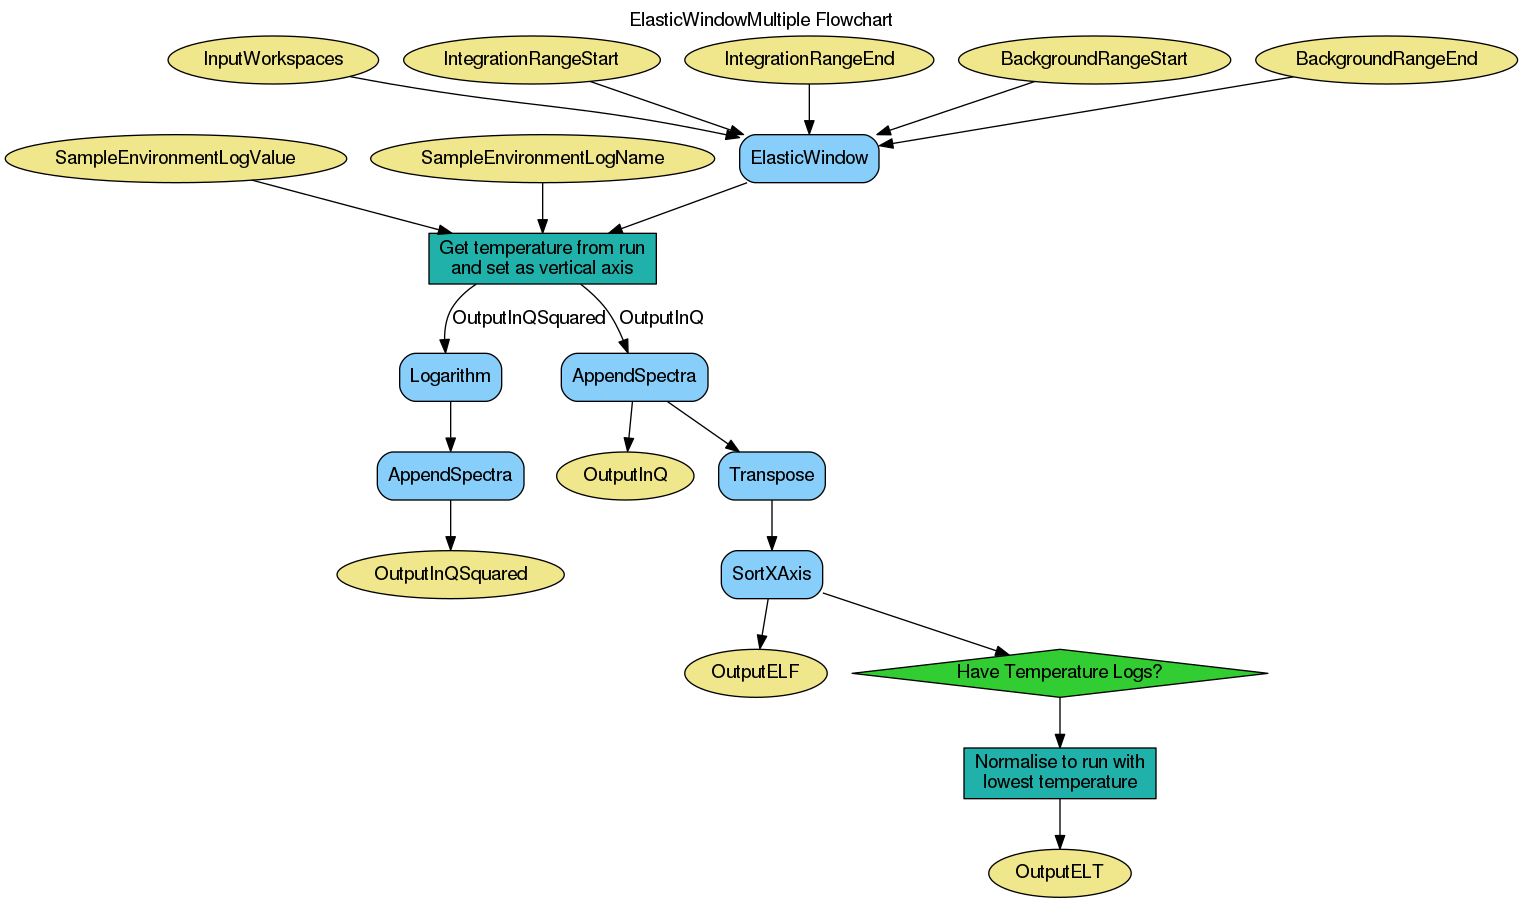 ElasticWindowMultiple Flowchart
InputWorkspaces
IntegrationRangeStart
IntegrationRangeEnd
BackgroundRangeStart
BackgroundRangeEnd
SampleEnvironmentLogValue
SampleEnvironmentLogName
ElasticWindow
Get temperature from run
and set as vertical axis
OutputInQSquared
OutputInQ
Logarithm
AppendSpectra
AppendSpectra
OutputInQ
Transpose
OutputInQSquared
SortXAxis
OutputELF
Have Temperature Logs?
Normalise to run with
lowest temperature
OutputELT